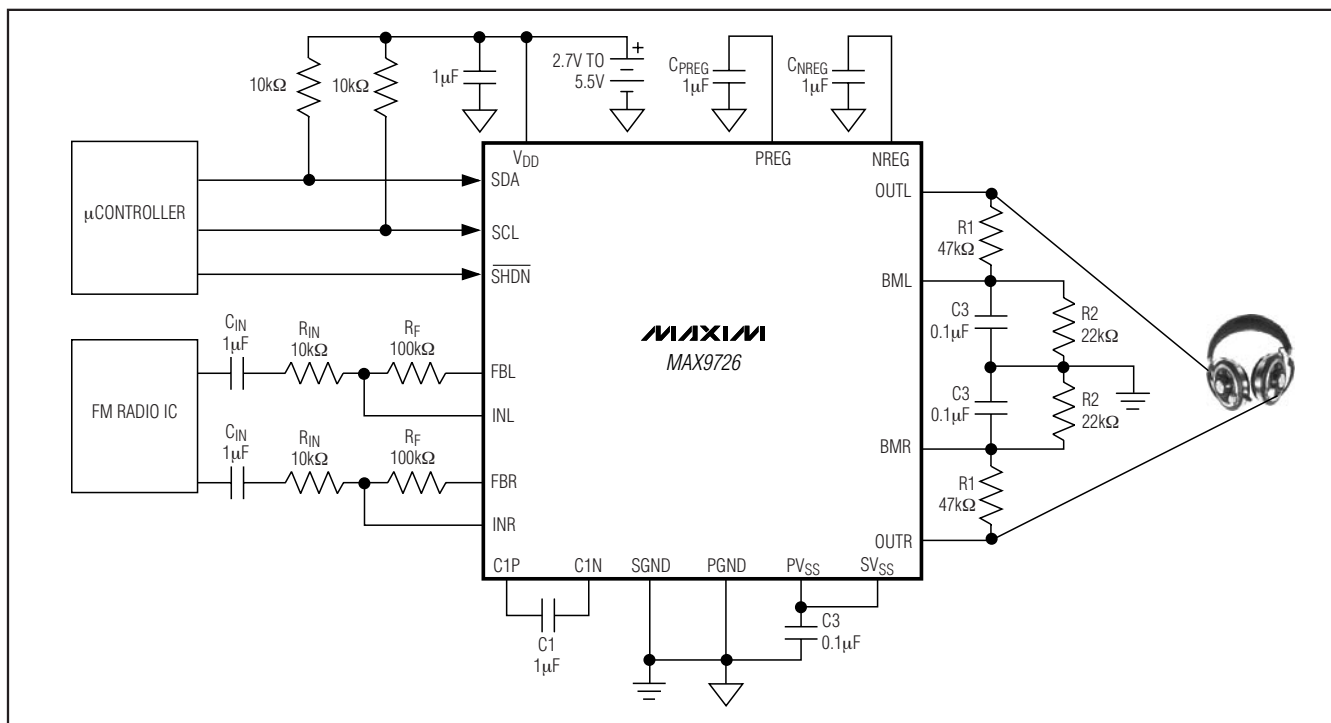 10kΩ
10kΩ
1µF
2.7V TO
5.5V
+
CPREG
1µF
CNREG
1µF
µCONTROLLER
VDD
PREG
NREG
SDA
SCL
SHDN
OUTL
R1
47kΩ
BML
C3
0.1µF
R2
22kΩ
MAXIM
MAX9726
FM RADIO IC
CIN
1µF
RIN
10kΩ
RF
100kΩ
FBL
INL
CIN
1µF
RIN
10kΩ
RF
100kΩ
FBR
INR
C3
0.1µF
R2
22kΩ
BMR
R1
47kΩ
OUTR
C1P
C1N
SGND
PGND
PVSS
SVSS
C1
1µF
C3
0.1µF